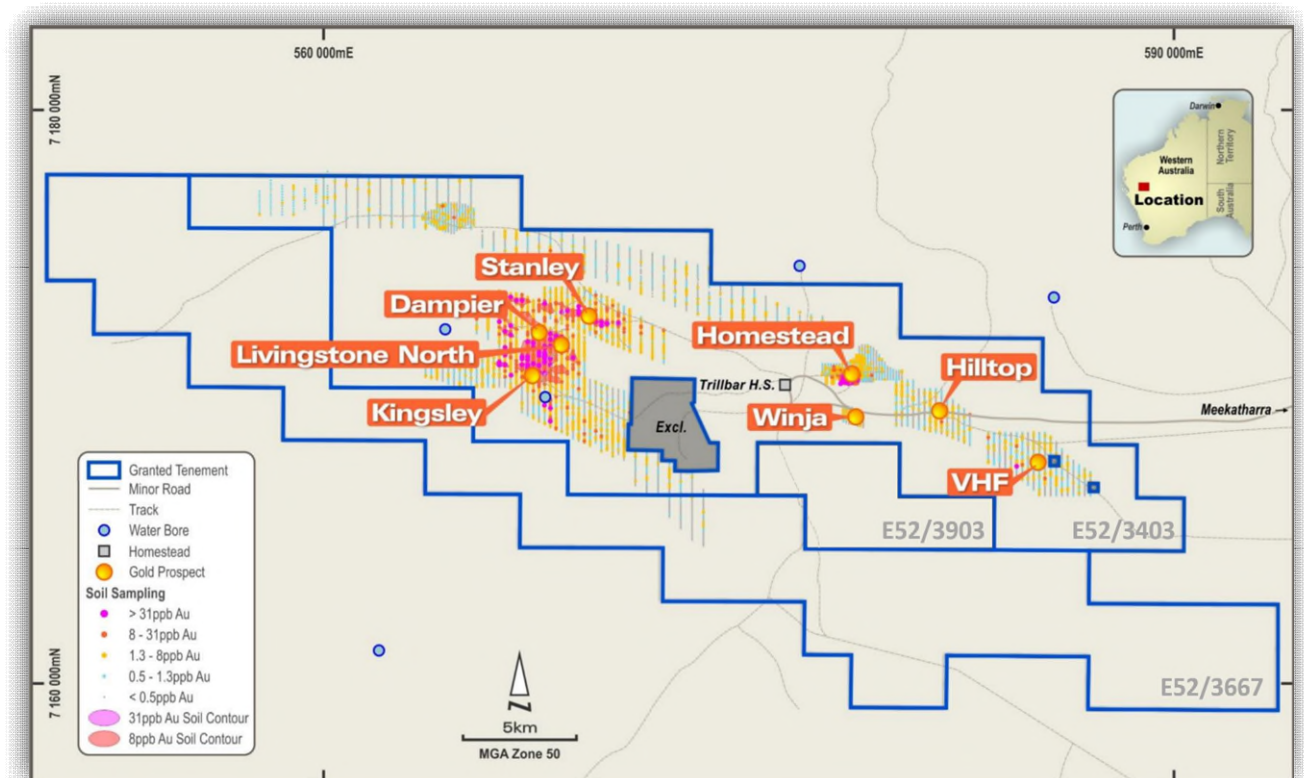 560 000mE
590 000mE
7 180 000mN
Darwin
Northern
Territory
Western
Australia
Location
South
Australia
Perth
Stanley
Dampier
Livingstone North
Kingsley
Homestead
Trillbar H.S.
Hilltop
Winja
Meekatharra
Excl.
VHF
E52/3903
E52/3403
E52/3667
7 160 000mN
Granted Tenement
Minor Road
Track
Water Bore
Homestead
Gold Prospect
Soil Sampling
> 31ppb Au
8 - 31ppb Au
1.3 - 8ppb Au
0.5 - 1.3ppb Au
< 0.5ppb Au
31ppb Au Soil Contour
8ppb Au Soil Contour
N
5km
MGA Zone 50